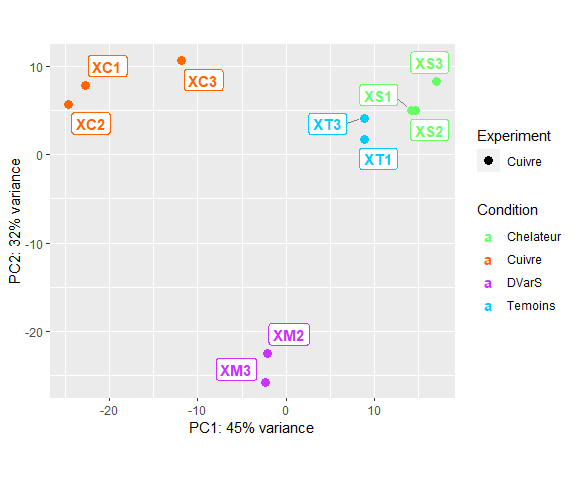 XC1
XC2
XC3
XS3
XS1
XS2
XT3
XT1
XM2
XM3
10
0
-10
-20
-20
-10
0
10
PC1: 45% variance
PC2: 32% variance
Experiment
Cuivre
Condition
a Chelateur
a Cuivre
a DVarS
a Temoins